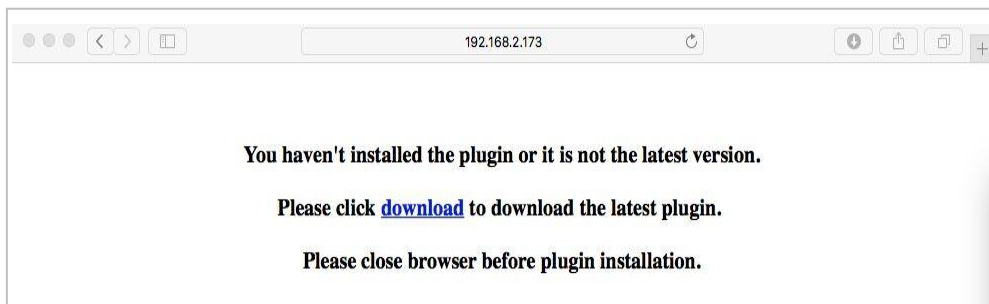 192.168.2.173
You haven't installed the plugin or it is not the latest version.
Please click download to download the latest plugin.
Please close browser before plugin installation.